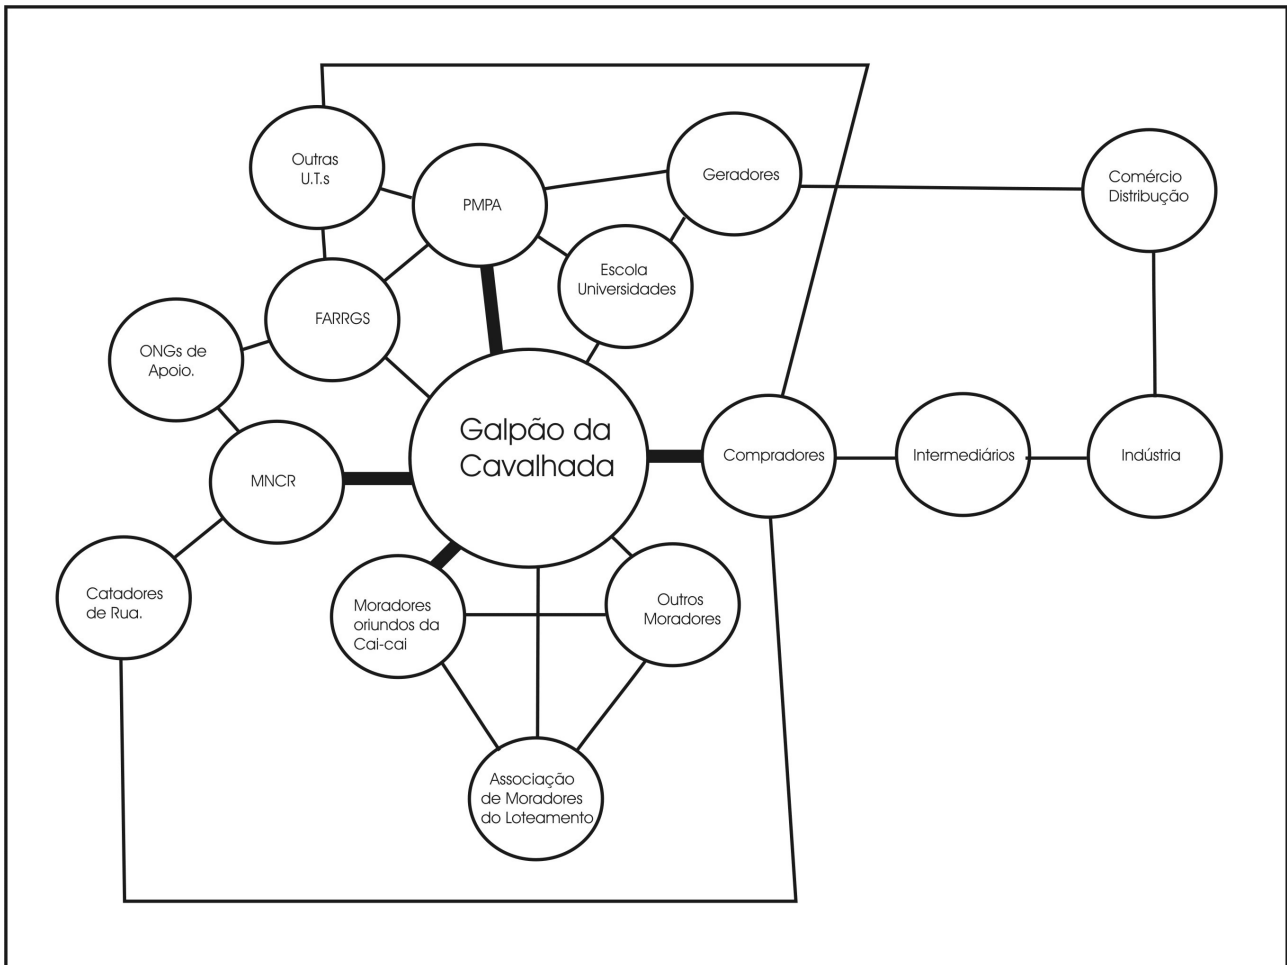 Outras
U.T.s
PMPA
Geradores
Comércio
Distribução
Escola
Universidades
FARRGS
ONGs de
Apoio.
Galpão da
Cavalhada
Compradores
Intermediários
Indústria
MNCR
Catadores
de Rua.
Moradores
oriundos da
Cai-cai
Outros
Moradores
Associação
de Moradores
do Loteamento